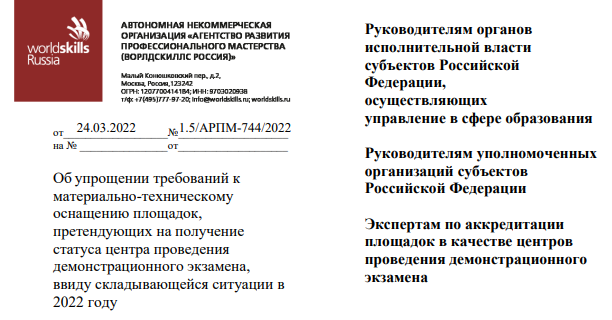 worldskills
Russia
АВТОНОМНАЯ НЕКОММЕРЧЕСКАЯ
ОРГАНИЗАЦИЯ «АГЕНТСТВО РАЗВИТИЯ
ПРОФЕССИОНАЛЬНОГО МАСТЕРСТВА
(ВОРЛДСКИЛЛС РОССИЯ)»
Малый Конюшковский пер., д.2,
Москва, Россия,123242
ОГРН: 1207700414184; ИНН: 9703020938
т/ф: +7(495)777-97-20; info@worldskills.ru; worldskills.ru
от 24.03.2022 № 1.5/АРПМ-744/2022
на № ________________ от ________________
Об упрощении требований к
материально-техническому
оснащению площадок,
претендующих на получение
статуса центра проведения
демонстрационного экзамена,
ввиду складывающейся ситуации в
2022 году
Руководителям органов
исполнительной власти
субъектов Российской
Федерации,
осуществляющих
управление в сфере образования
Руководителям уполномоченных
организаций субъектов
Российской Федерации
Экспертам по аккредитации
площадок в качестве центров
проведения демонстрационного
экзамена